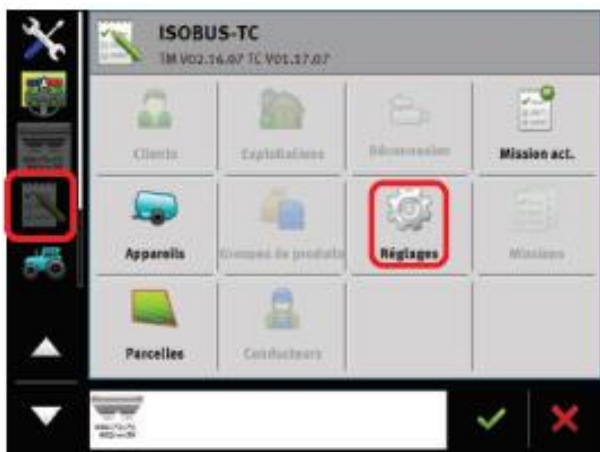 ISOBUS-TC
TM V02.16.07 TC V01.17.07
Clients
Exploitations
Déconnexion
Mission act.
Appareils
Groupes de produits
Réglages
Missions
Parcelles
Conducteurs